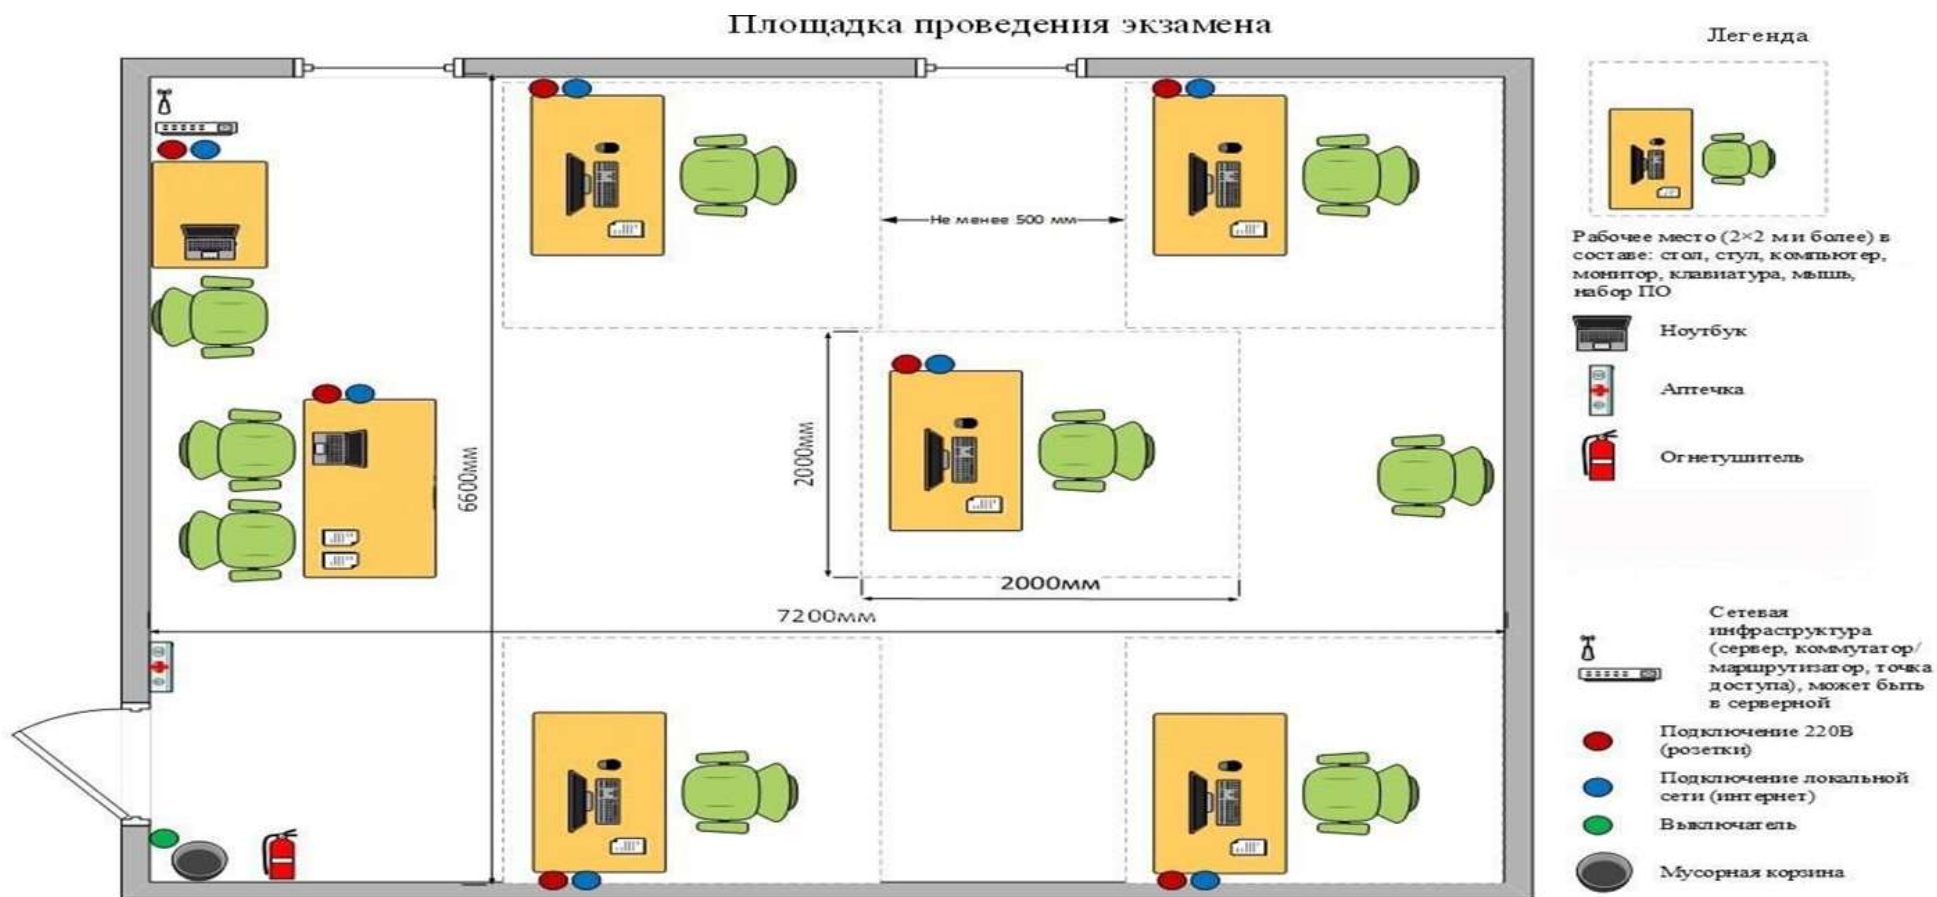 Площадка проведения экзамена
Не менее 500 мм
6600мм
2000мм
2000мм
7200мм
Легенда
Рабочее место (2×2 м и более) в
составе: стол, стул, компьютер,
монитор, клавиатура, мышь,
набор ПО
Ноутбук
Аптечка
Огнетушитель
Сетевая
инфраструктура
(сервер, коммутатор/
маршрутизатор, точка
доступа), может быть
в серверной
Подключение 220В
(розетки)
Подключение локальной
сети (интернет)
Выключатель
Мусорная корзина